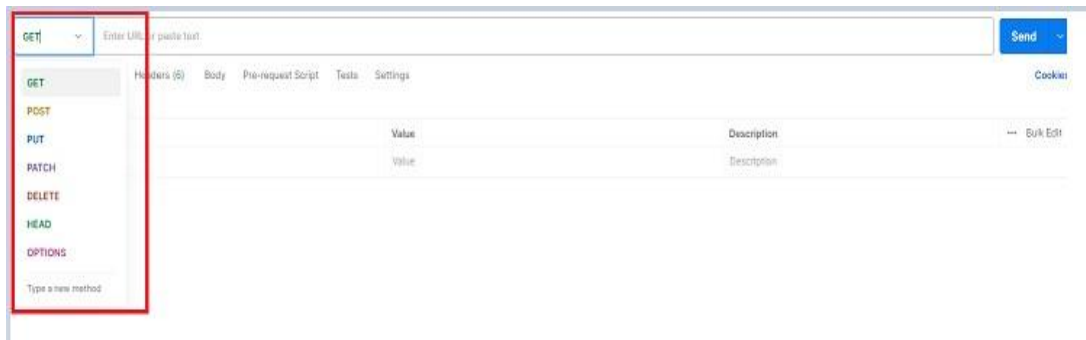 GET Enter URL or paste text Send
GET Headers (6) Body Pre-request Script Tests Settings Cookies
POST
PUT Value Description ... Bulk Edit
PATCH Value Description
DELETE
HEAD
OPTIONS
Type a new method